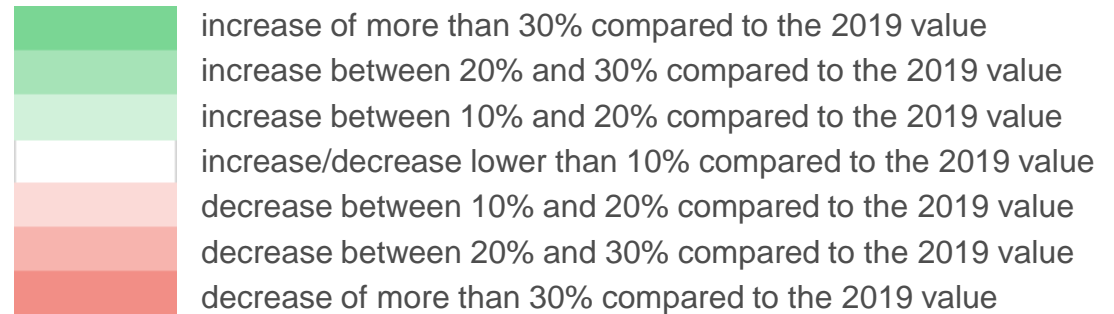 increase of more than 30% compared to the 2019 value
increase between 20% and 30% compared to the 2019 value
increase between 10% and 20% compared to the 2019 value
increase/decrease lower than 10% compared to the 2019 value
decrease between 10% and 20% compared to the 2019 value
decrease between 20% and 30% compared to the 2019 value
decrease of more than 30% compared to the 2019 value